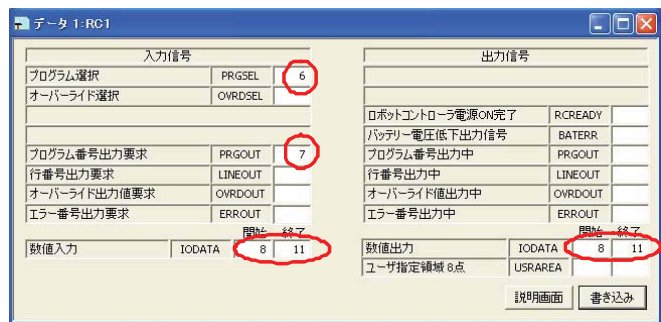 データ 1:RC1
入力信号
プログラム選択 PRGSEL 6
オーバーライド選択 OVRDSEL
プログラム番号出力要求 PRGOUT 7
行番号出力要求 LINEOUT
オーバーライド出力値要求 OVRDOUT
エラー番号出力要求 ERROUT
開始 終了
数値入力 IODATA 8 11
出力信号
ロボットコントローラ電源ON完了 RCREADY
バッテリー電圧低下出力信号 BATERR
プログラム番号出力中 PRGOUT
行番号出力中 LINEOUT
オーバーライド値出力中 OVRDOUT
エラー番号出力中 ERROUT
開始 終了
数値出力 IODATA 8 11
ユーザ指定領域 8点 USRAREA
説明画面 書き込み